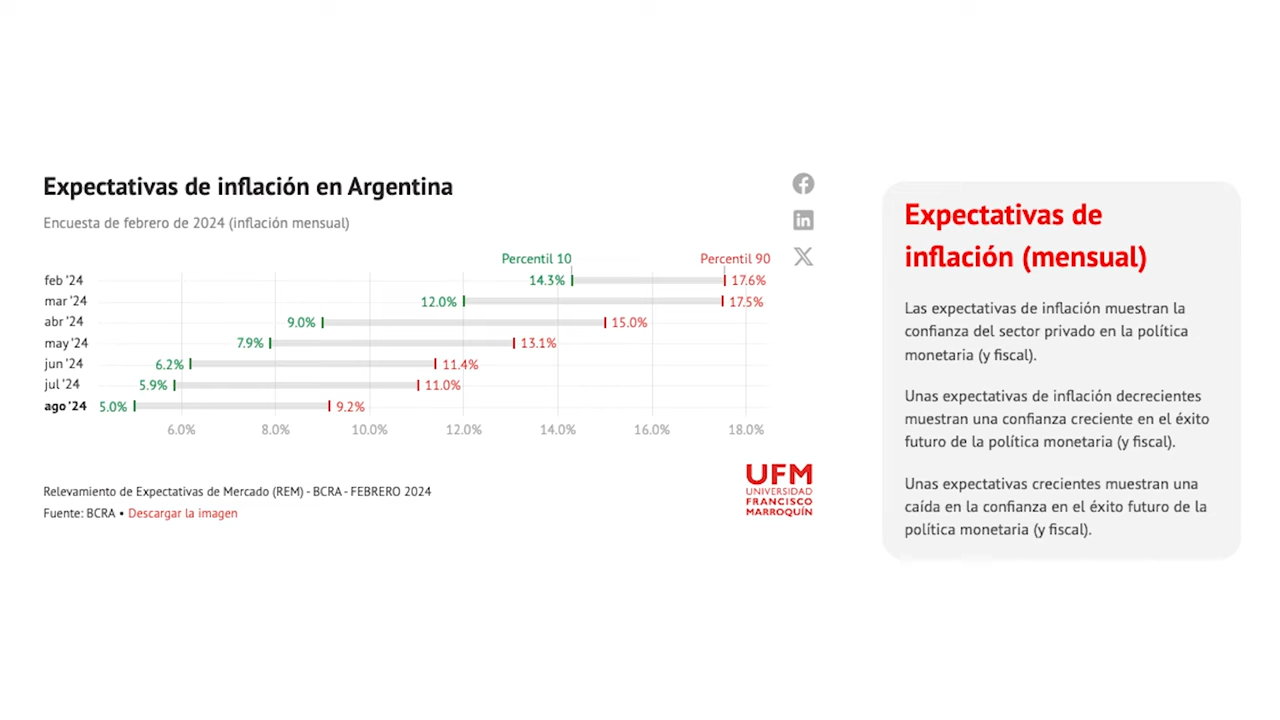 Expectativas de inflación en Argentina
Encuesta de febrero de 2024 (inflación mensual)
Percentil 10 Percentil 90
feb '24 14.3% 17.6%
mar '24 12.0% 17.5%
abr '24 9.0% 15.0%
may '24 7.9% 13.1%
jun '24 6.2% 11.4%
jul '24 5.9% 11.0%
ago '24 5.0% 9.2%
6.0% 8.0% 10.0% 12.0% 14.0% 16.0% 18.0%
Relevamiento de Expectativas de Mercado (REM) - BCRA - FEBRERO 2024
Fuente: BCRA • Descargar la imagen
UFM
UNIVERSIDAD
FRANCISCO
MARROQUÍN
Expectativas de
inflación (mensual)
Las expectativas de inflación muestran la
confianza del sector privado en la política
monetaria (y fiscal).
Unas expectativas de inflación decrecientes
muestran una confianza creciente en el éxito
futuro de la política monetaria (y fiscal).
Unas expectativas crecientes muestran una
caída en la confianza en el éxito futuro de la
política monetaria (y fiscal).